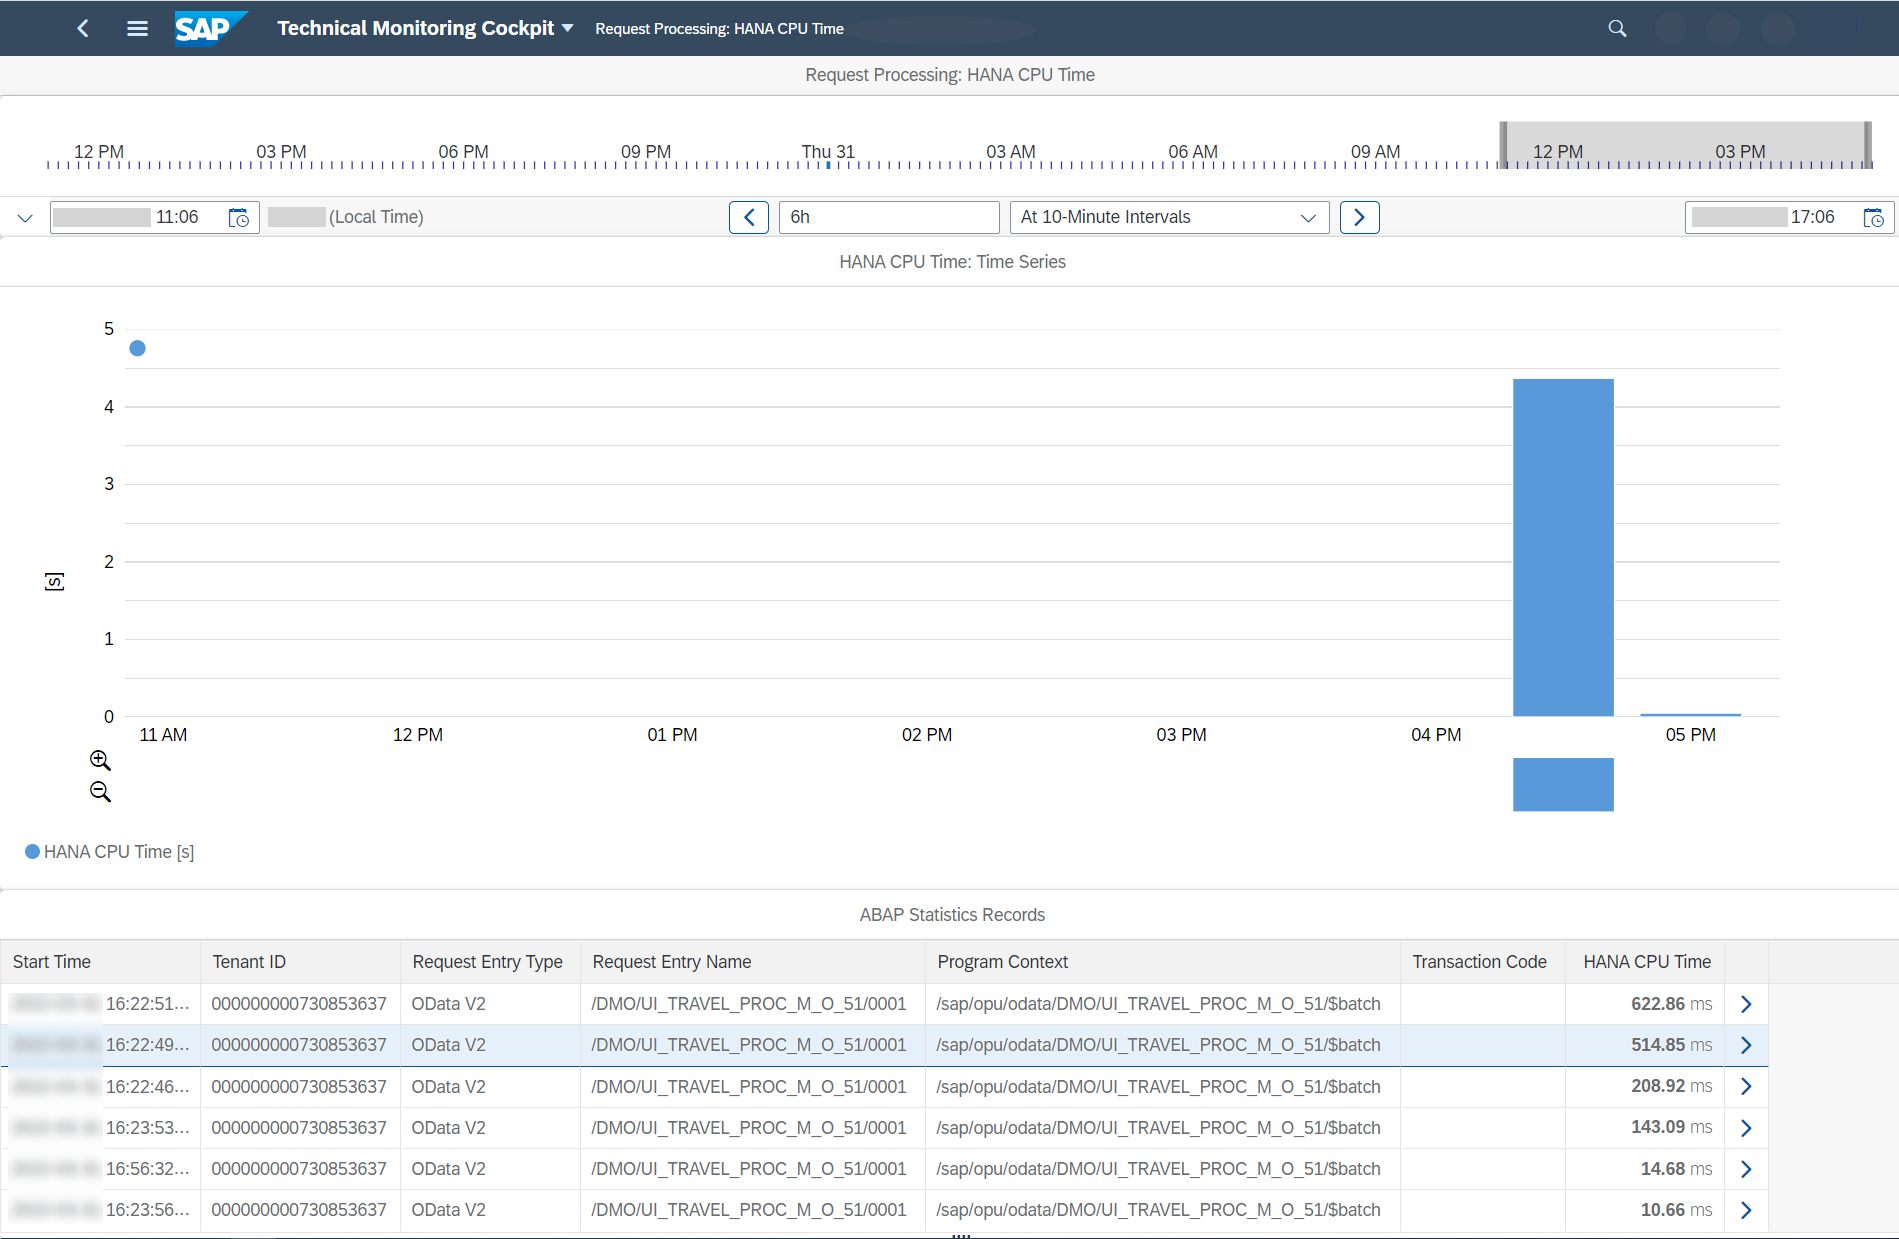 SAP Technical Monitoring Cockpit Request Processing: HANA CPU Time
Request Processing: HANA CPU Time
12 PM 03 PM 06 PM 09 PM Thu 31 03 AM 06 AM 09 AM 12 PM 03 PM
11:06 (Local Time) 6h At 10-Minute Intervals 17:06
HANA CPU Time: Time Series
5
4
3
2
[s]
1
0
11 AM 12 PM 01 PM 02 PM 03 PM 04 PM 05 PM
HANA CPU Time [s]
ABAP Statistics Records
Start Time Tenant ID Request Entry Type Request Entry Name Program Context Transaction Code HANA CPU Time
16:22:51... 000000000730853637 OData V2 /DMO/UI_TRAVEL_PROC_M_O_51/0001 /sap/opu/odata/DMO/UI_TRAVEL_PROC_M_O_51/$batch 622.86 ms
16:22:49... 000000000730853637 OData V2 /DMO/UI_TRAVEL_PROC_M_O_51/0001 /sap/opu/odata/DMO/UI_TRAVEL_PROC_M_O_51/$batch 514.85 ms
16:22:46... 000000000730853637 OData V2 /DMO/UI_TRAVEL_PROC_M_O_51/0001 /sap/opu/odata/DMO/UI_TRAVEL_PROC_M_O_51/$batch 208.92 ms
16:23:53... 000000000730853637 OData V2 /DMO/UI_TRAVEL_PROC_M_O_51/0001 /sap/opu/odata/DMO/UI_TRAVEL_PROC_M_O_51/$batch 143.09 ms
16:56:32... 000000000730853637 OData V2 /DMO/UI_TRAVEL_PROC_M_O_51/0001 /sap/opu/odata/DMO/UI_TRAVEL_PROC_M_O_51/$batch 14.68 ms
16:23:56... 000000000730853637 OData V2 /DMO/UI_TRAVEL_PROC_M_O_51/0001 /sap/opu/odata/DMO/UI_TRAVEL_PROC_M_O_51/$batch 10.66 ms